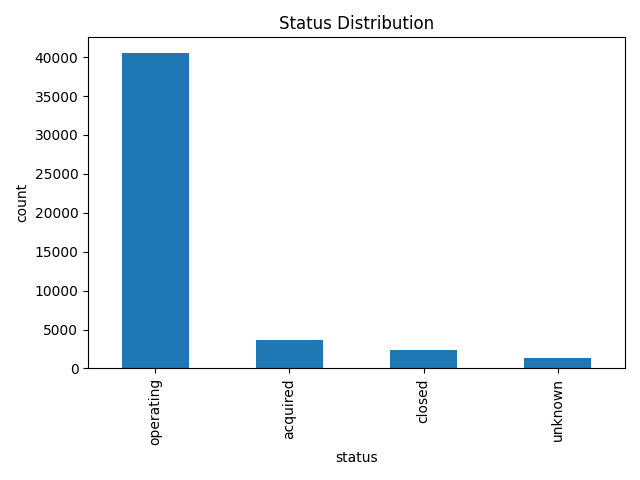 Status Distribution
count
40000
35000
30000
25000
20000
15000
10000
5000
0
operating
acquired
closed
unknown
status